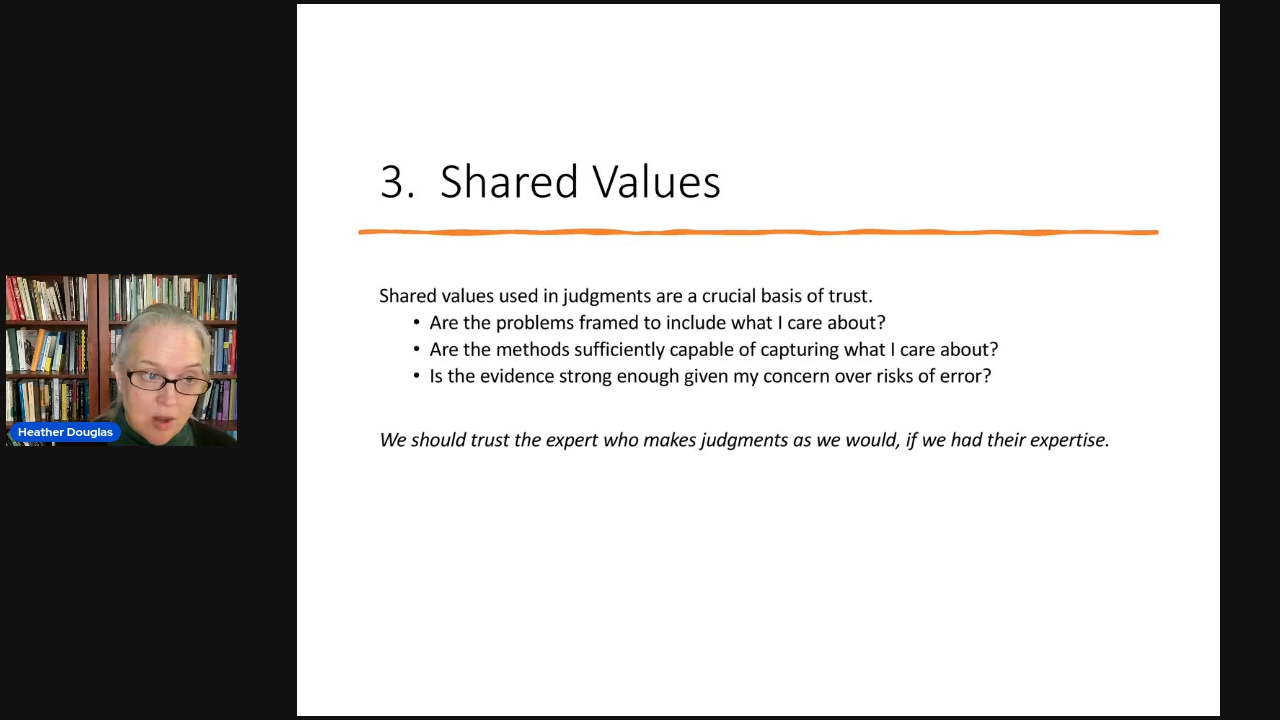 3. Shared Values
Shared values used in judgments are a crucial basis of trust.
• Are the problems framed to include what I care about?
• Are the methods sufficiently capable of capturing what I care about?
• Is the evidence strong enough given my concern over risks of error?
We should trust the expert who makes judgments as we would, if we had their expertise.
Heather Douglas